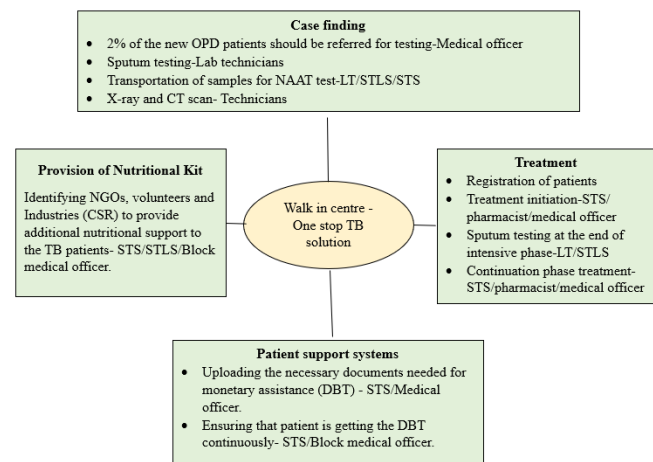 Case finding
• 2% of the new OPD patients should be referred for testing-Medical officer
• Sputum testing-Lab technicians
• Transportation of samples for NAAT test-LT/STLS/STS
• X-ray and CT scan- Technicians
Provision of Nutritional Kit
Identifying NGOs, volunteers and
Industries (CSR) to provide
additional nutritional support to
the TB patients- STS/STLS/Block
medical officer.
Walk in centre -
One stop TB
solution
Treatment
• Registration of patients
• Treatment initiation-STS/
pharmacist/medical officer
• Sputum testing at the end of
intensive phase-LT/STLS
• Continuation phase treatment-
STS/pharmacist/medical officer
Patient support systems
• Uploading the necessary documents needed for
monetary assistance (DBT) - STS/Medical
officer.
• Ensuring that patient is getting the DBT
continuously- STS/Block medical officer.